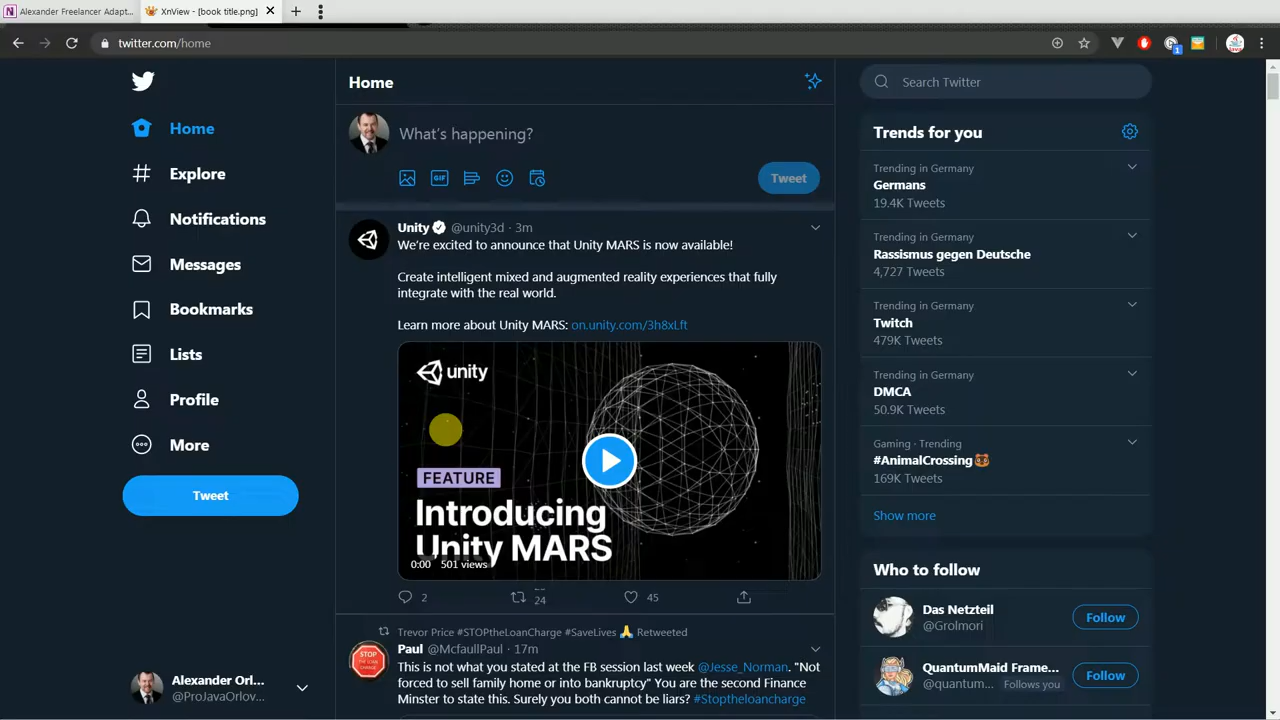 Alexander Freelancer Adapt...
XnView - [book title.png]
twitter.com/home
1
Home
Explore
Notifications
Messages
Bookmarks
Lists
Profile
More
Tweet
Alexander Orl...
@ProJavaOrlov...
Home
What's happening?
GIF
Tweet
Unity @unity3d · 3m
We're excited to announce that Unity MARS is now available!
Create intelligent mixed and augmented reality experiences that fully
integrate with the real world.
Learn more about Unity MARS: on.unity.com/3h8xLft
unity
FEATURE
Introducing
Unity MARS
0:00 501 views
2 24 45
Trevor Price #STOPtheLoanCharge #SaveLives 🙏 Retweeted
Paul @McfaullPaul · 17m
STOP
This is not what you stated at the FB session last week @Jesse_Norman. "Not
forced to sell family home or into bankruptcy" You are the second Finance
Minster to state this. Surely you both cannot be liars? #Stoptheloancharge
Search Twitter
Trends for you
Trending in Germany
Germans
19.4K Tweets
Trending in Germany
Rassismus gegen Deutsche
4,727 Tweets
Trending in Germany
Twitch
479K Tweets
Trending in Germany
DMCA
50.9K Tweets
Gaming · Trending
#AnimalCrossing
169K Tweets
Show more
Who to follow
Das Netzteil
@Grolmori
Follow
QuantumMaid Frame...
@quantum... Follows you
Follow